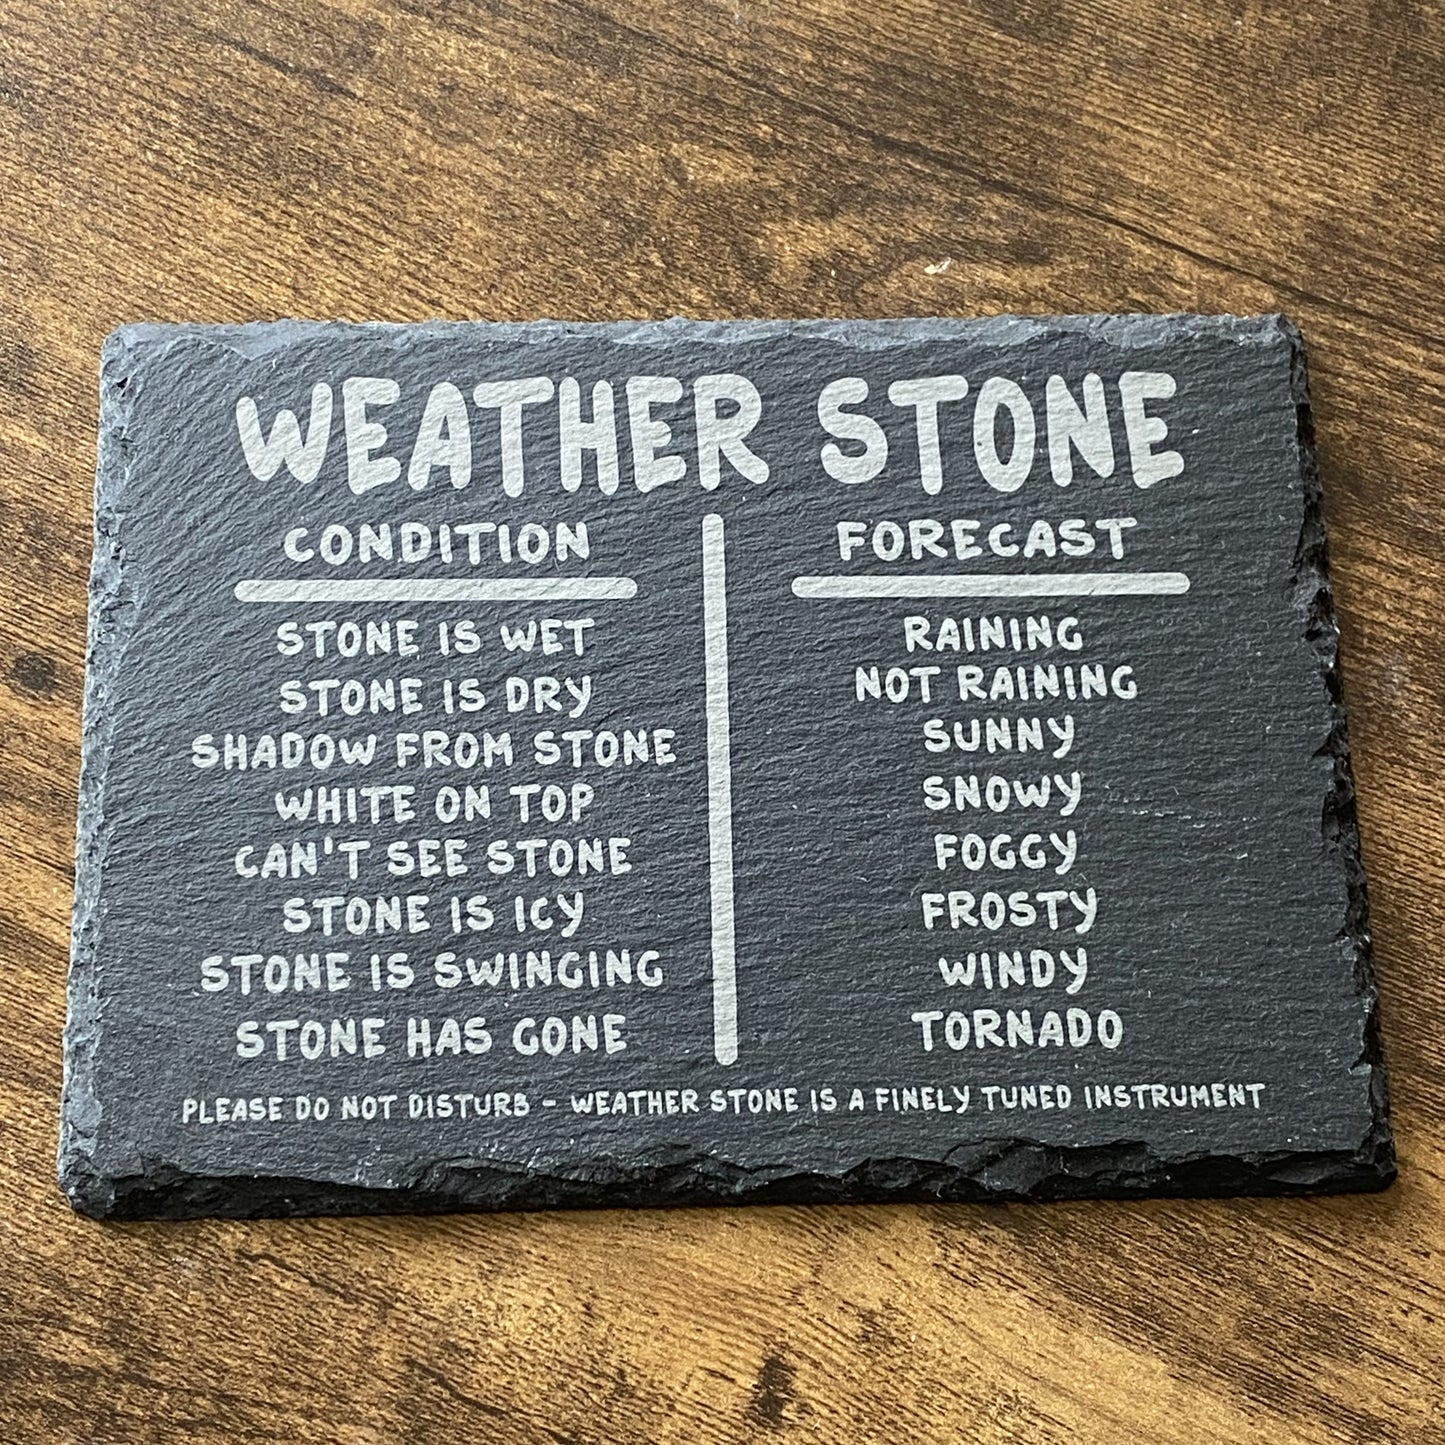 WEATHER STONE
CONDITION FORECAST
STONE IS WET RAINING
STONE IS DRY NOT RAINING
SHADOW FROM STONE SUNNY
WHITE ON TOP SNOWY
CAN'T SEE STONE FOGGY
STONE IS ICY FROSTY
STONE IS SWINGING WINDY
STONE HAS GONE TORNADO
PLEASE DO NOT DISTURB - WEATHER STONE IS A FINELY TUNED INSTRUMENT